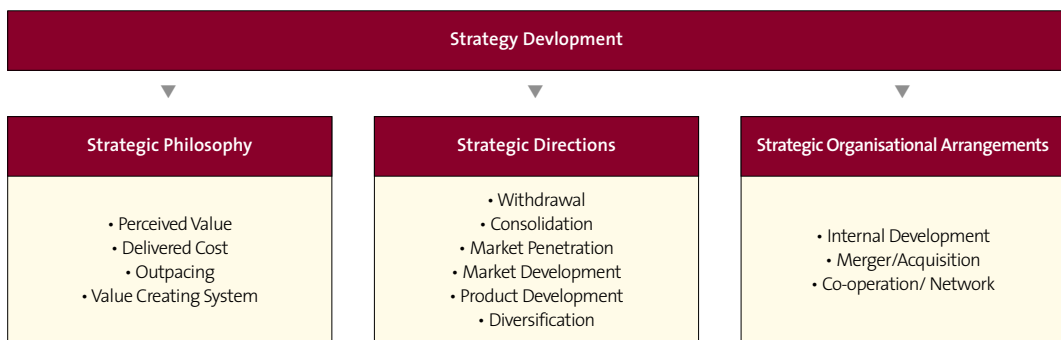 Strategy Devlopment
Strategic Philosophy
• Perceived Value
• Delivered Cost
• Outpacing
• Value Creating System
Strategic Directions
• Withdrawal
• Consolidation
• Market Penetration
• Market Development
• Product Development
• Diversification
Strategic Organisational Arrangements
• Internal Development
• Merger/Acquisition
• Co-operation/ Network